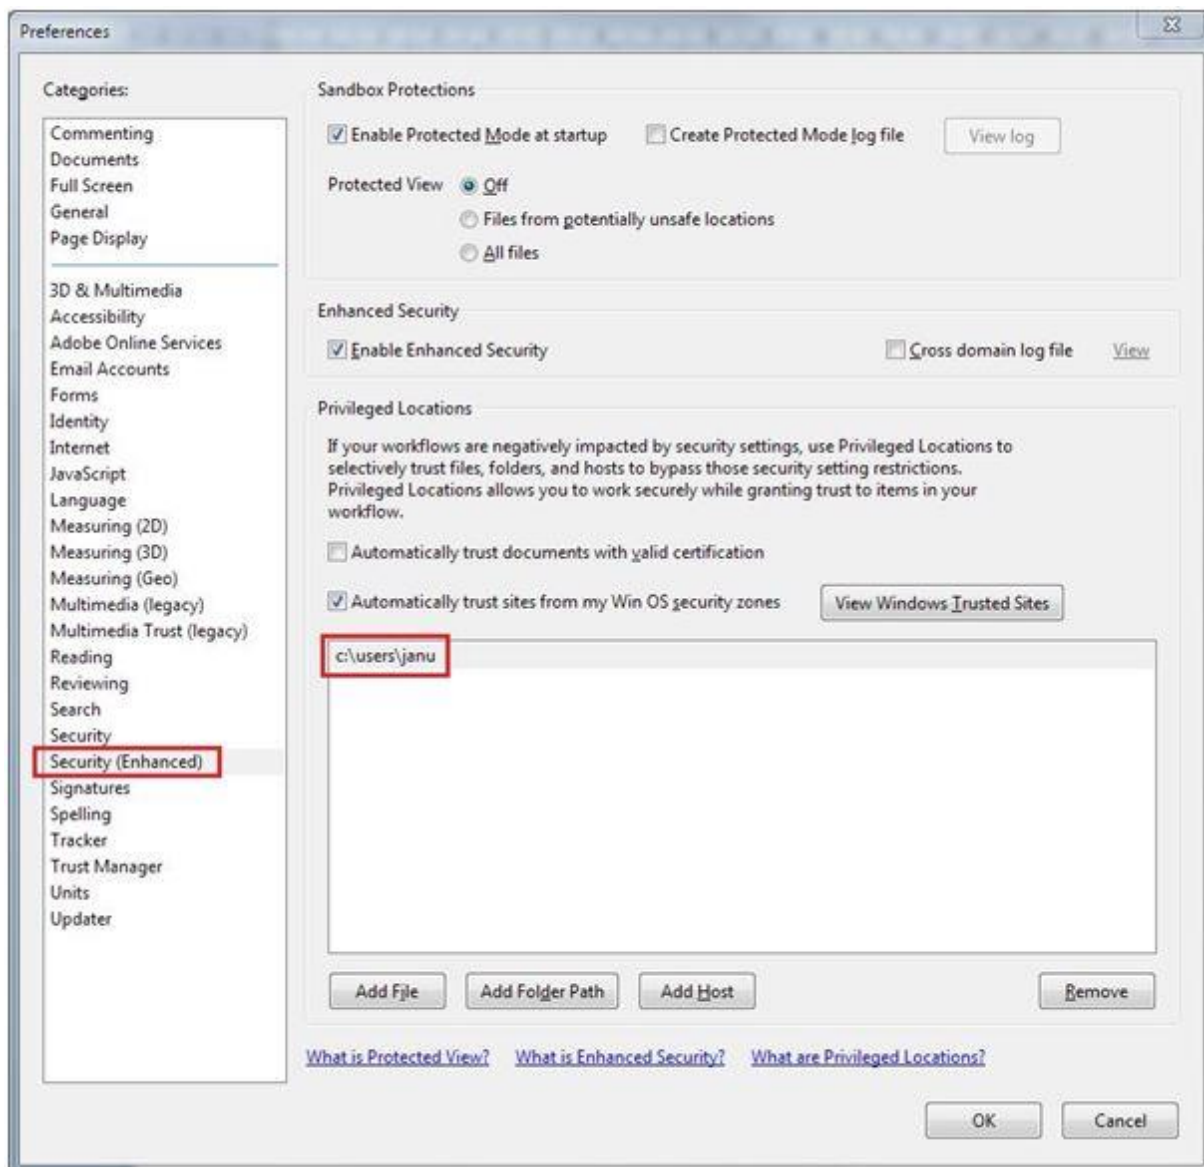 Preferences
Categories:
Commenting
Documents
Full Screen
General
Page Display
3D & Multimedia
Accessibility
Adobe Online Services
Email Accounts
Forms
Identity
Internet
JavaScript
Language
Measuring (2D)
Measuring (3D)
Measuring (Geo)
Multimedia (legacy)
Multimedia Trust (legacy)
Reading
Reviewing
Search
Security
Security (Enhanced)
Signatures
Spelling
Tracker
Trust Manager
Units
Updater
Sandbox Protections
Enable Protected Mode at startup
Create Protected Mode log file
View log
Protected View
Off
Files from potentially unsafe locations
All files
Enhanced Security
Enable Enhanced Security
Cross domain log file
View
Privileged Locations
If your workflows are negatively impacted by security settings, use Privileged Locations to
selectively trust files, folders, and hosts to bypass those security setting restrictions.
Privileged Locations allows you to work securely while granting trust to items in your
workflow.
Automatically trust documents with valid certification
Automatically trust sites from my Win OS security zones
View Windows Trusted Sites
c:\users\janu
Add File
Add Folder Path
Add Host
Remove
What is Protected View?
What is Enhanced Security?
What are Privileged Locations?
OK
Cancel